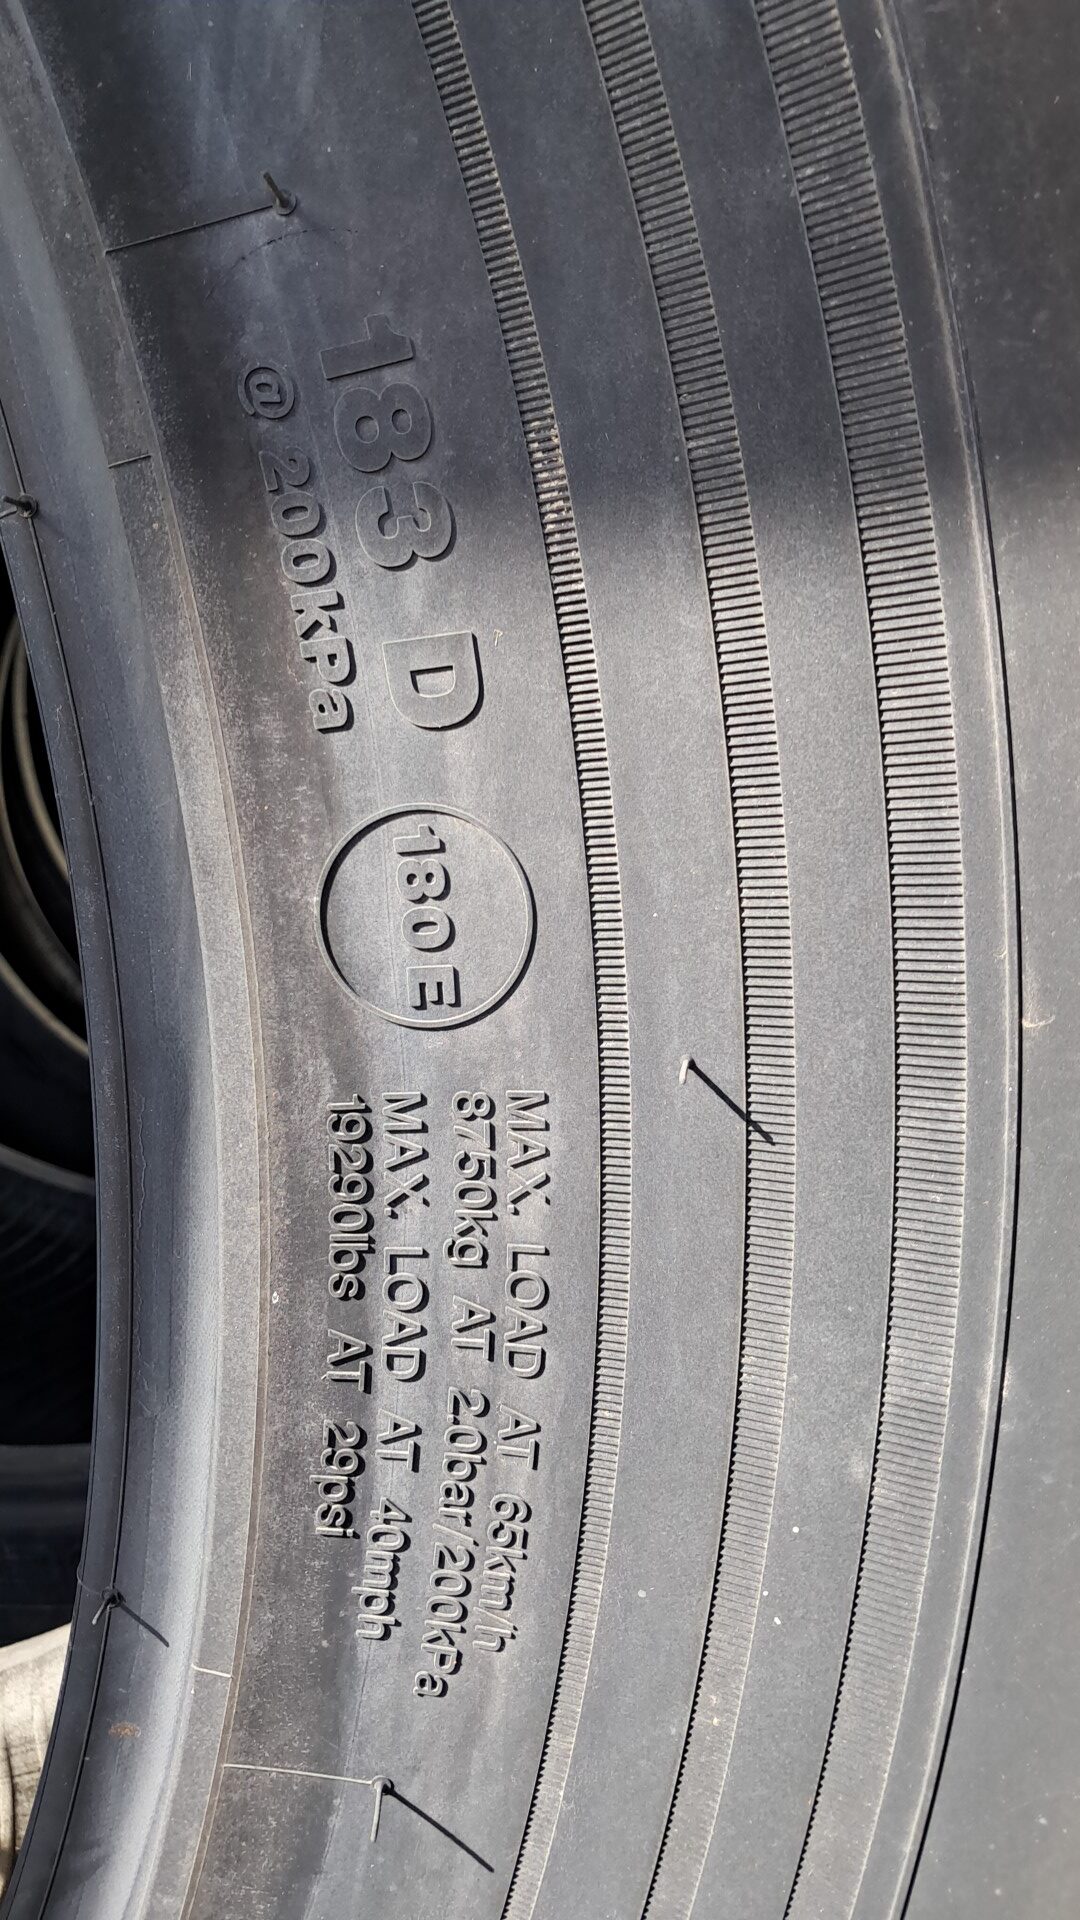 183 D
@ 200kPa
180 E
MAX. LOAD AT 65km/h
8750kg AT 2.0bar/200kPa
MAX. LOAD AT 40mph
19290lbs AT 29psi